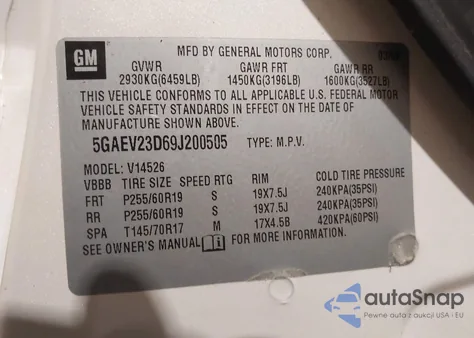 GM
MFD BY GENERAL MOTORS CORP.
GVWR GAWR FRT GAWR RR
2930KG(6459LB) 1450KG(3196LB) 1600KG(3527LB)
THIS VEHICLE CONFORMS TO ALL APPLICABLE U.S. FEDERAL MOTOR
VEHICLE SAFETY STANDARDS IN EFFECT ON THE DATE OF
MANUFACTURE SHOWN ABOVE.
5GAEV23D69J200505 TYPE: M.P.V.
MODEL: V14526
VBBB TIRE SIZE SPEED RTG RIM COLD TIRE PRESSURE
FRT P255/60R19 S 19X7.5J 240KPA(35PSI)
RR P255/60R19 S 19X7.5J 240KPA(35PSI)
SPA T145/70R17 M 17X4.5B 420KPA(60PSI)
SEE OWNER'S MANUAL FOR MORE INFORMATION.
autaSnap
Pewne auta z aukcji USA i EU